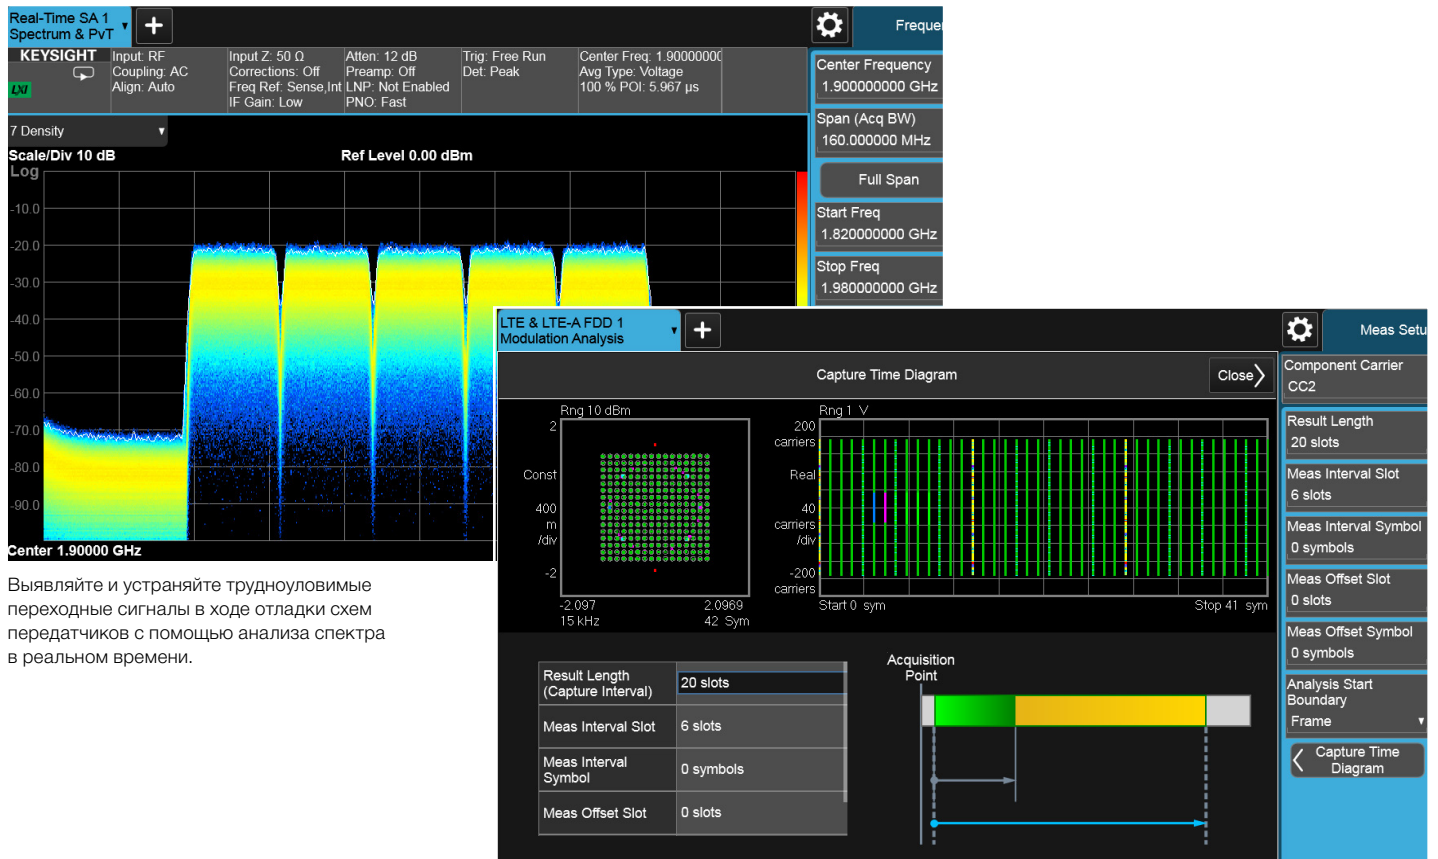 Real-Time SA 1
Spectrum & PvT
Freque
KEYSIGHT
LXI
Input: RF
Coupling: AC
Align: Auto
Input Z: 50 Ω
Corrections: Off
Freq Ref: Sense,Int
IF Gain: Low
Atten: 12 dB
Preamp: Off
LNP: Not Enabled
PNO: Fast
Trig: Free Run
Det: Peak
Center Freq: 1.90000000
Avg Type: Voltage
100 % POI: 5.967 µs
Center Frequency
1.900000000 GHz
Span (Acq BW)
160.000000 MHz
Full Span
Start Freq
1.820000000 GHz
Stop Freq
1.980000000 GHz
7 Density
Scale/Div 10 dB
Ref Level 0.00 dBm
Log
-10.0
-20.0
-30.0
-40.0
-50.0
-60.0
-70.0
-80.0
-90.0
Center 1.90000 GHz
Выявляйте и устраняйте трудноуловимые
переходные сигналы в ходе отладки схем
передатчиков с помощью анализа спектра
в реальном времени.
LTE & LTE-A FDD 1
Modulation Analysis
Meas Setu
Capture Time Diagram
Close
Rng 10 dBm
2
Const
400
m
/div
-2
-2.097
2.0969
15 kHz
42 Sym
Rng 1 V
200
carriers
Real
40
carriers
/div
-200
carriers
Start 0 sym
Stop 41 sym
Result Length
(Capture Interval)
20 slots
Meas Interval Slot
6 slots
Meas Interval
Symbol
0 symbols
Meas Offset Slot
0 slots
Acquisition
Point
Component Carrier
CC2
Result Length
20 slots
Meas Interval Slot
6 slots
Meas Interval Symbol
0 symbols
Meas Offset Slot
0 slots
Meas Offset Symbol
0 symbols
Analysis Start
Boundary
Frame
Capture Time
Diagram